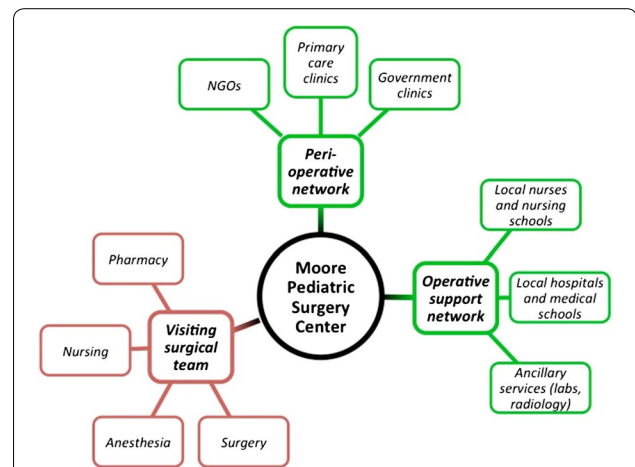 Primary
care
clinics
NGOs
Government
clinics
Peri-
operative
network
Local nurses
and nursing
schools
Moore
Pediatric
Surgery
Center
Operative
support
network
Local hospitals
and medical
schools
Ancillary
services (labs,
radiology)
Pharmacy
Visiting
surgical
team
Nursing
Anesthesia
Surgery